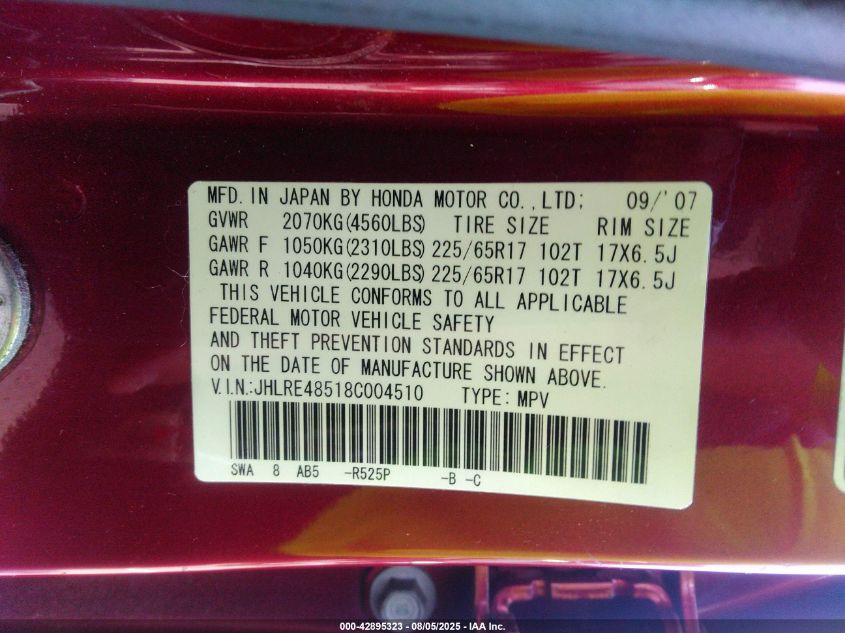 MFD. IN JAPAN BY HONDA MOTOR CO., LTD; 09/'07
GVWR 2070KG(4560LBS) TIRE SIZE RIM SIZE
GAWR F 1050KG(2310LBS) 225/65R17 102T 17X6.5J
GAWR R 1040KG(2290LBS) 225/65R17 102T 17X6.5J
THIS VEHICLE CONFORMS TO ALL APPLICABLE
FEDERAL MOTOR VEHICLE SAFETY
AND THEFT PREVENTION STANDARDS IN EFFECT
ON THE DATE OF MANUFACTURE SHOWN ABOVE.
V.I.N.:JHLRE48518C004510 TYPE: MPV
SWA 8 AB5 -R525P -B -C
000-42895323 - 08/05/2025 - IAA Inc.